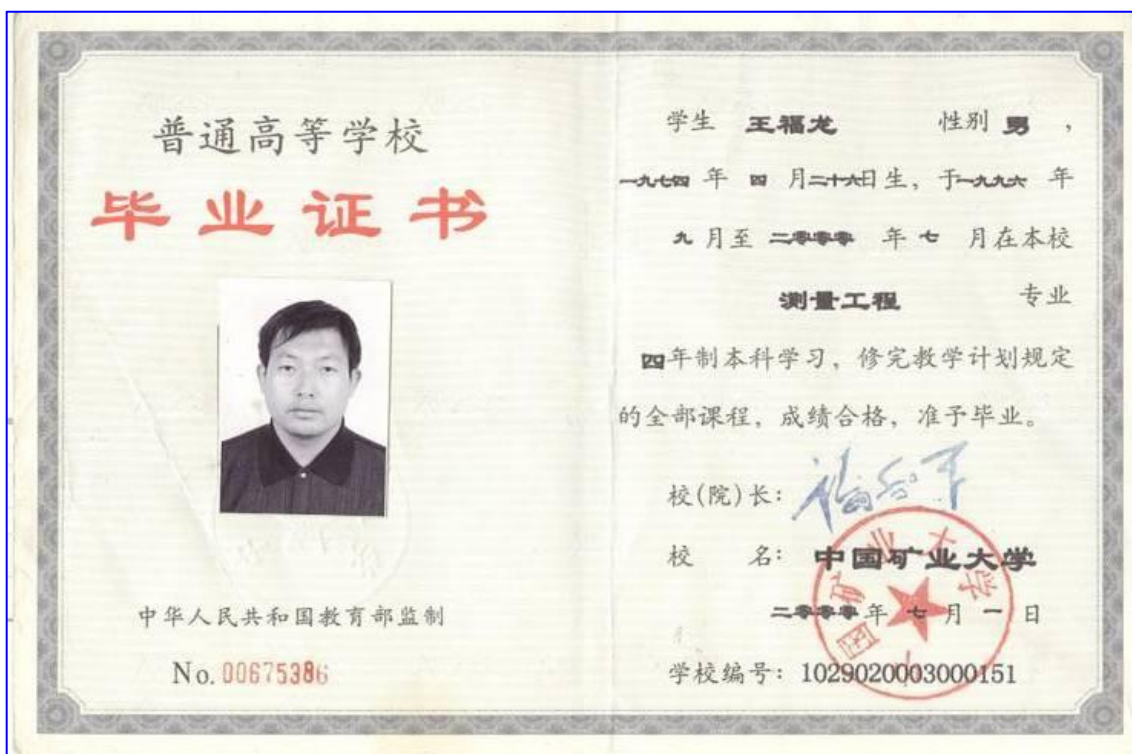 普通高等学校
毕业证书
中华人民共和国教育部监制
No. 00675386
学生 王福龙 性别 男 ，
一九七四 年 四 月二十六日生，于一九九六 年
九 月至 二零零零 年 七 月在本校
测量工程 专业
四年制本科学习，修完教学计划规定
的全部课程，成绩合格，准予毕业。
校(院)长：
校 名：中国矿业大学
二零零零年 七 月 一 日
学校编号：1029020003000151
中国矿业大学